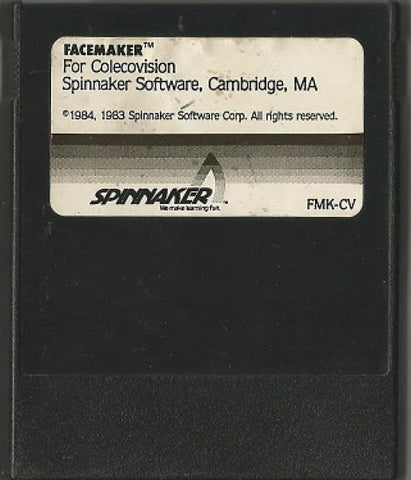 FACEMAKER™
For Colecovision
Spinnaker Software, Cambridge, MA
©1984, 1983 Spinnaker Software Corp. All rights reserved.
SPINNAKER™
We make learning fun.
FMK-CV